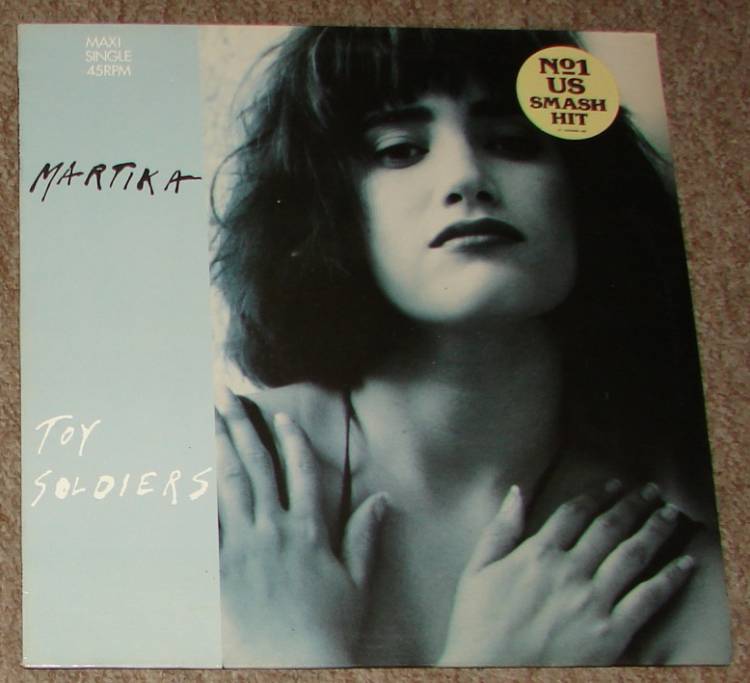 MAXI
SINGLE
45RPM
MARTIKA
TOY
SOLDIERS
No1
US
SMASH
HIT